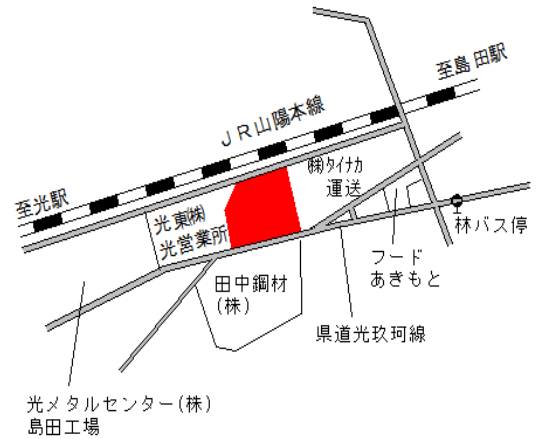 至島田駅
JR山陽本線
至光駅
㈱タイナカ
運送
光東㈱
光営業所
林バス停
フード
あきもと
田中鋼材
(株)
県道光玖珂線
光メタルセンター(株)
島田工場